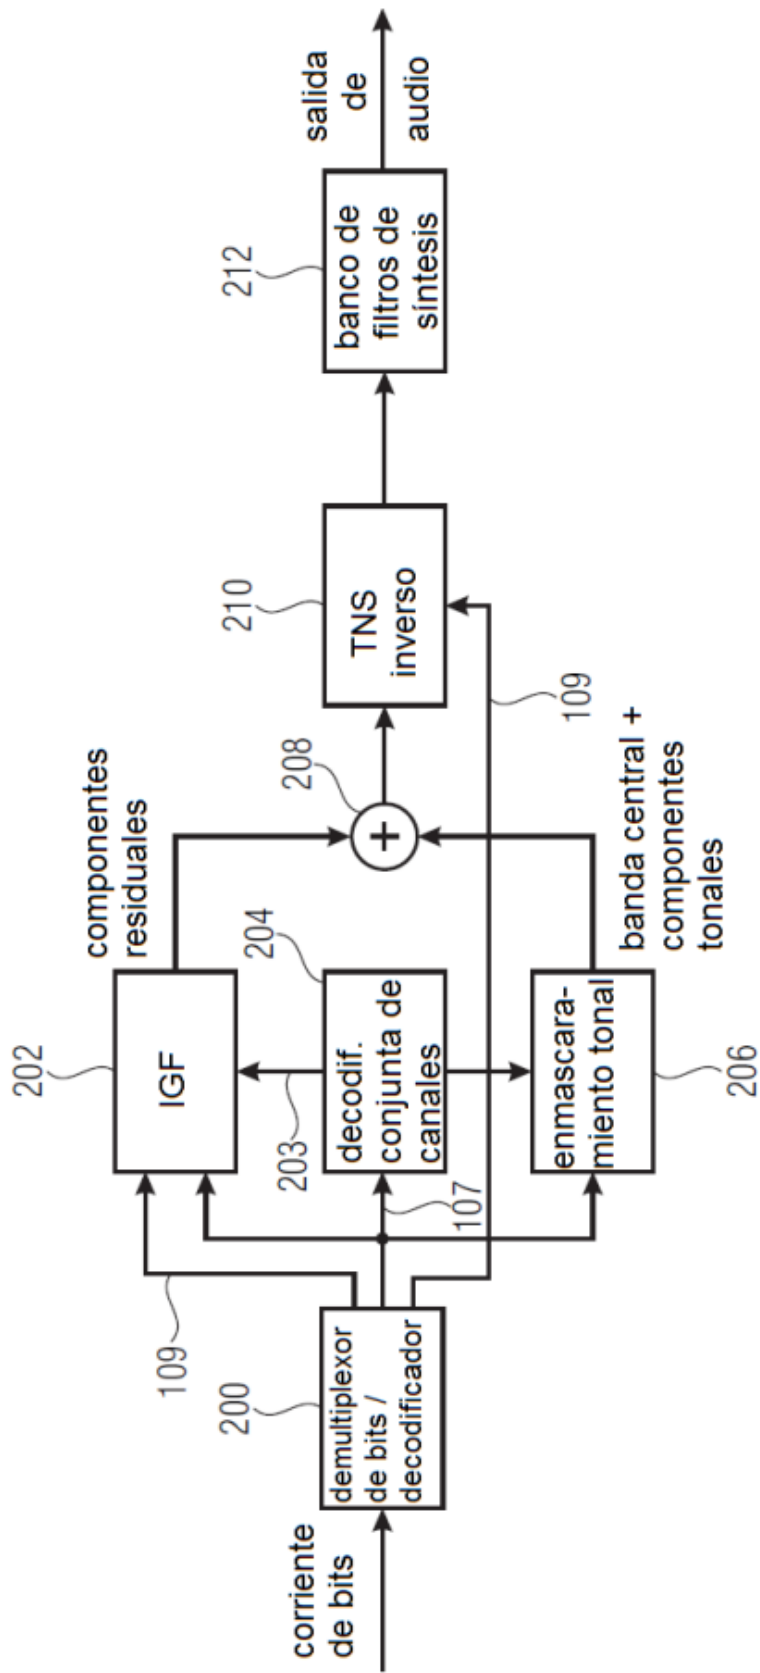 corriente
de bits
200
demultiplexor
de bits /
decodificador
109
107
202
IGF
203
204
decodif.
conjunta de
canales
206
enmascara-
miento tonal
componentes
residuales
banda central +
componentes
tonales
208
+
109
210
TNS
inverso
212
banco de
filtros de
síntesis
salida
de
audio